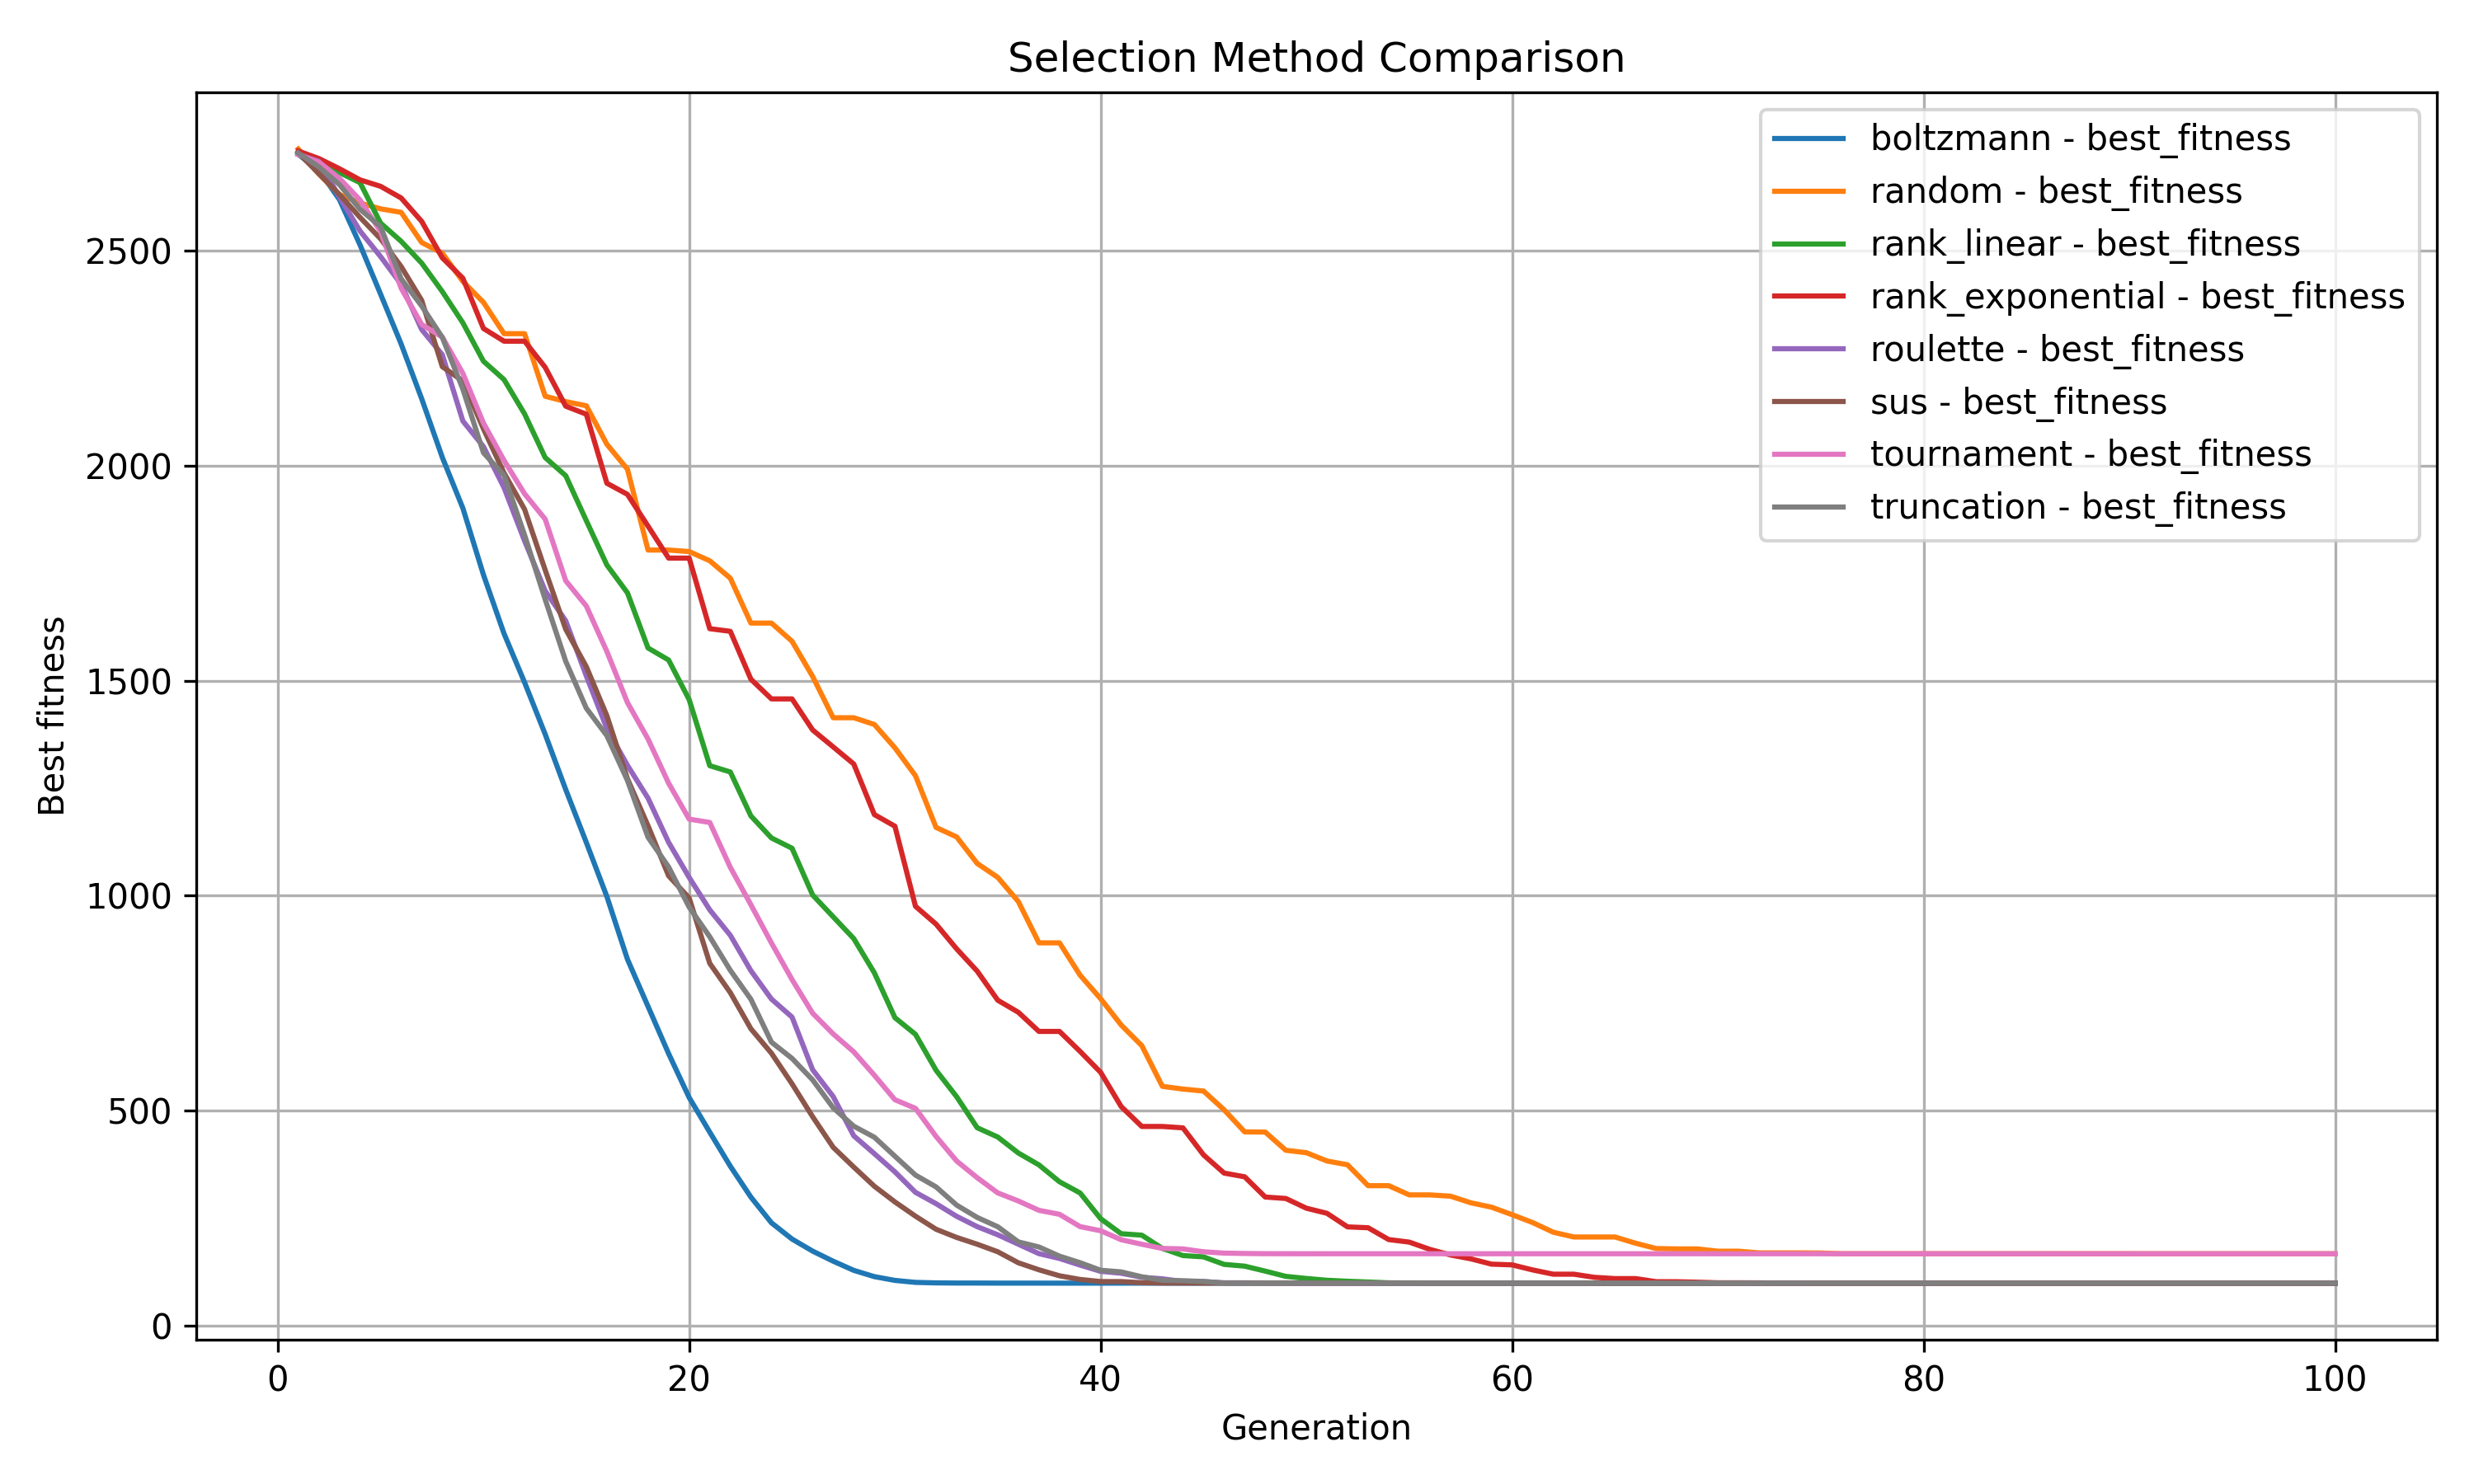 Selection Method Comparison
boltzmann - best_fitness
random - best_fitness
rank_linear - best_fitness
rank_exponential - best_fitness
roulette - best_fitness
sus - best_fitness
tournament - best_fitness
truncation - best_fitness
Best fitness
2500
2000
1500
1000
500
0
0 20 40 60 80 100
Generation